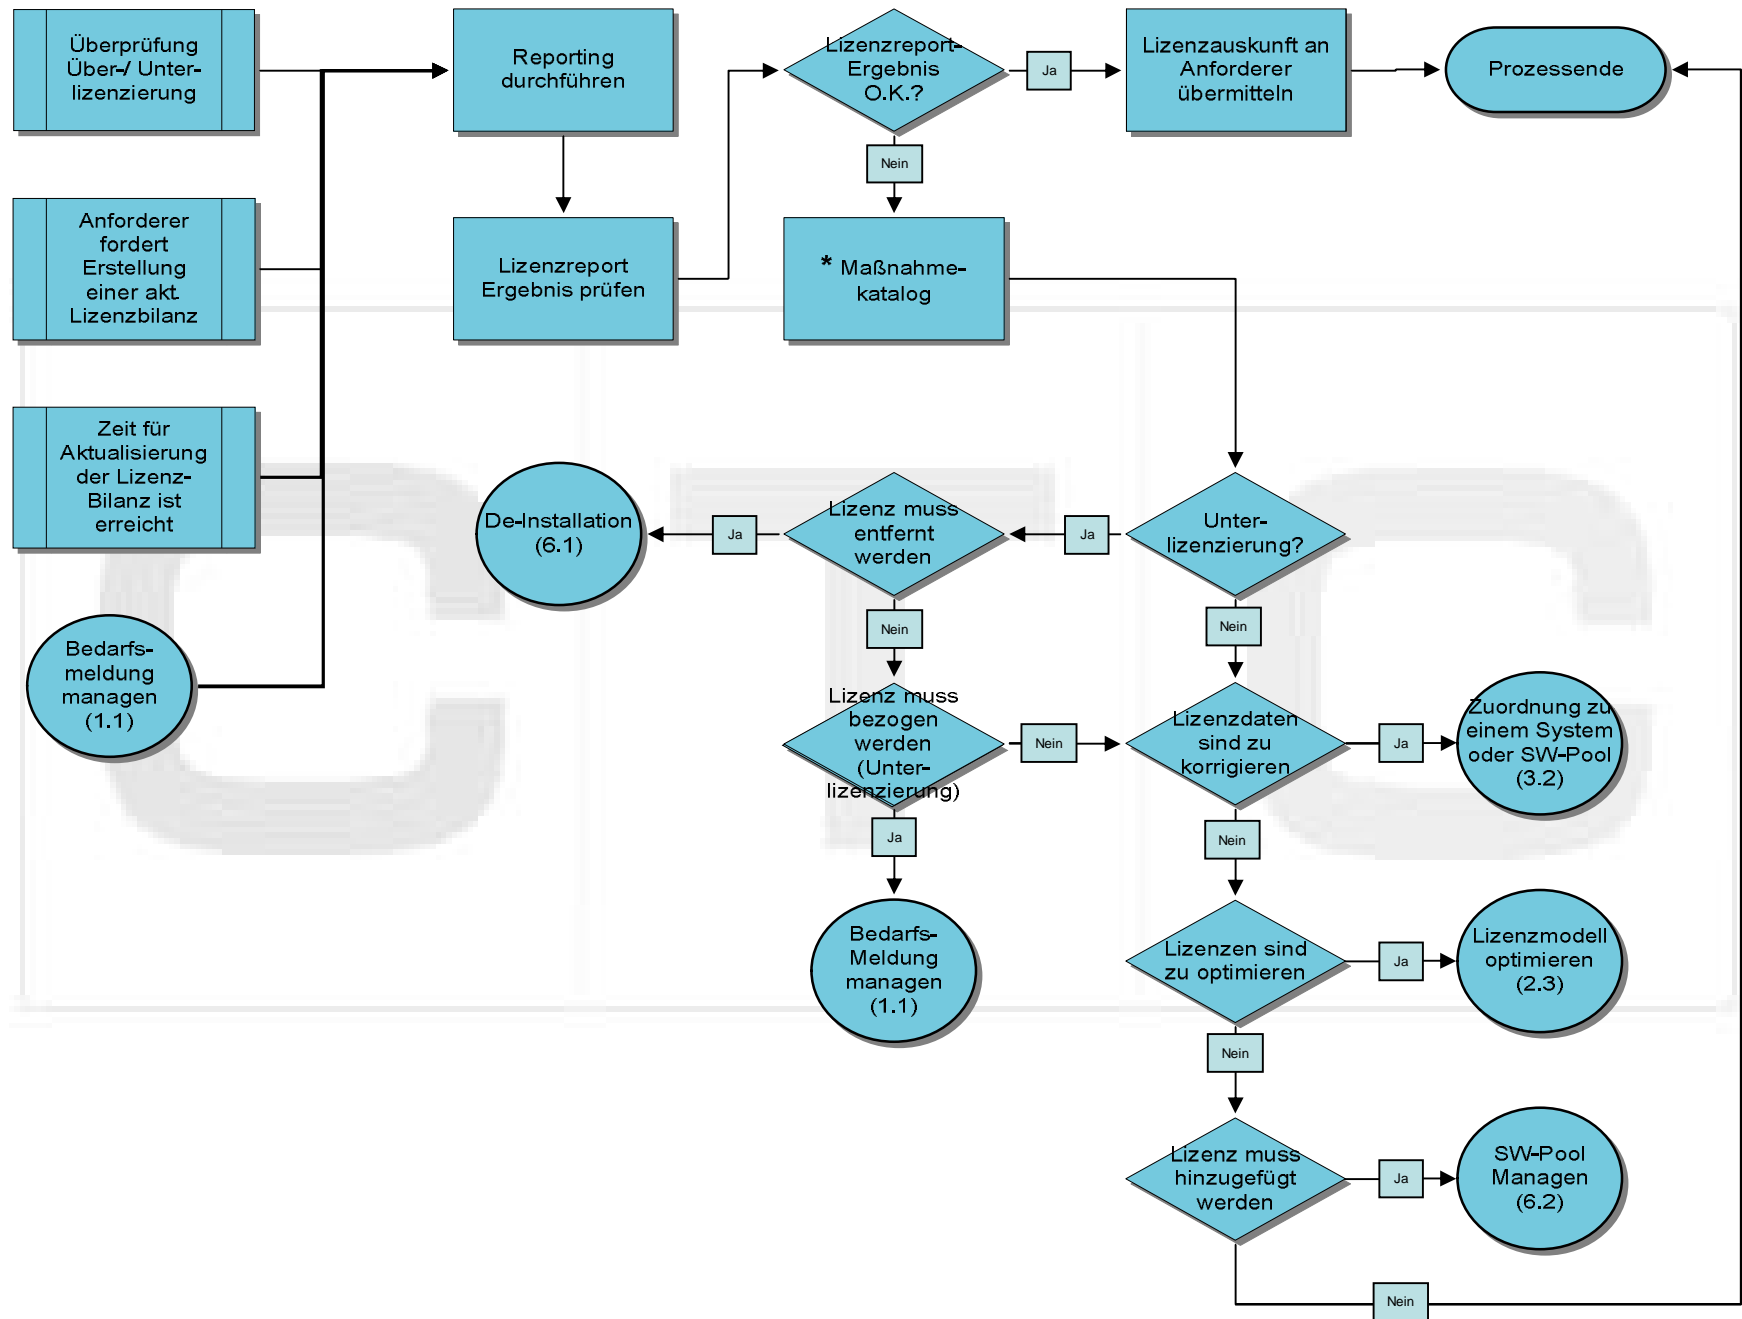 Überprüfung
Über-/ Unter-
lizenzierung
Reporting
durchführen
Lizenzreport-
Ergebnis
O.K.?
Ja
Lizenzauskunft an
Anforderer
übermitteln
Prozessende
Nein
Anforderer
fordert
Erstellung
einer akt.
Lizenzbilanz
Lizenzreport
Ergebnis prüfen
* Maßnahme-
katalog
Zeit für
Aktualisierung
der Lizenz-
Bilanz ist
erreicht
De-Installation
(6.1)
Ja
Lizenz muss
entfernt
werden
Ja
Unter-
lizenzierung?
Nein
Nein
Bedarfs-
meldung
managen
(1.1)
Lizenz muss
bezogen
werden
(Unter-
lizenzierung)
Nein
Lizenzdaten
sind zu
korrigieren
Ja
Zuordnung zu
einem System
oder SW-Pool
(3.2)
Ja
Nein
Bedarfs-
Meldung
managen
(1.1)
Lizenzen sind
zu optimieren
Ja
Lizenzmodell
optimieren
(2.3)
Nein
Lizenz muss
hinzugefügt
werden
Ja
SW-Pool
Managen
(6.2)
Nein
CTC